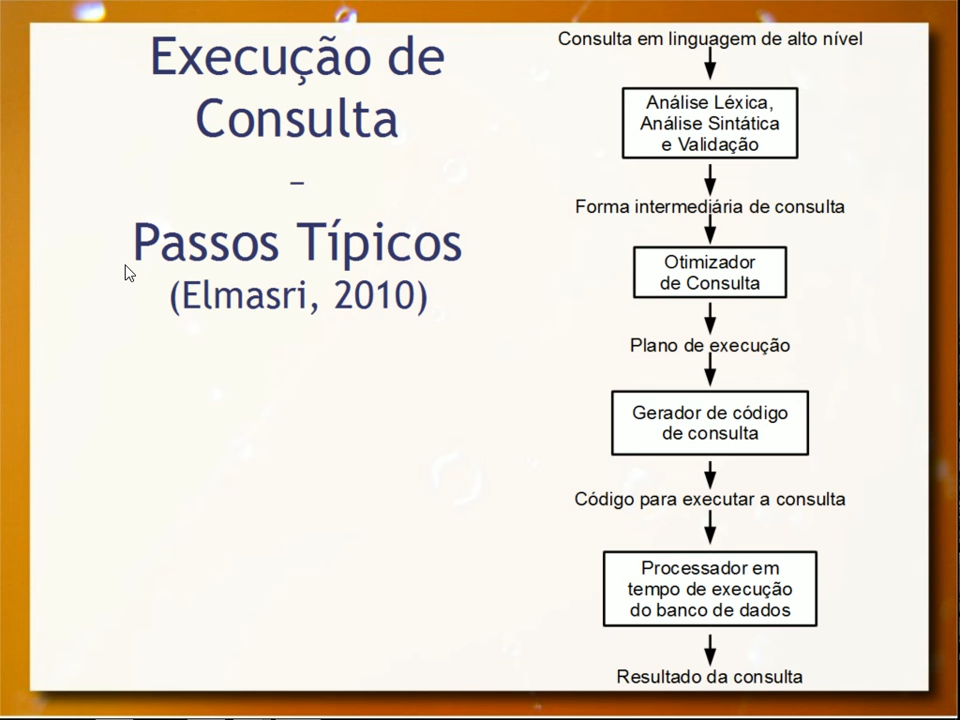 Execução de
Consulta
–
Passos Típicos
(Elmasri, 2010)
Consulta em linguagem de alto nível
Análise Léxica,
Análise Sintática
e Validação
Forma intermediária de consulta
Otimizador
de Consulta
Plano de execução
Gerador de código
de consulta
Código para executar a consulta
Processador em
tempo de execução
do banco de dados
Resultado da consulta